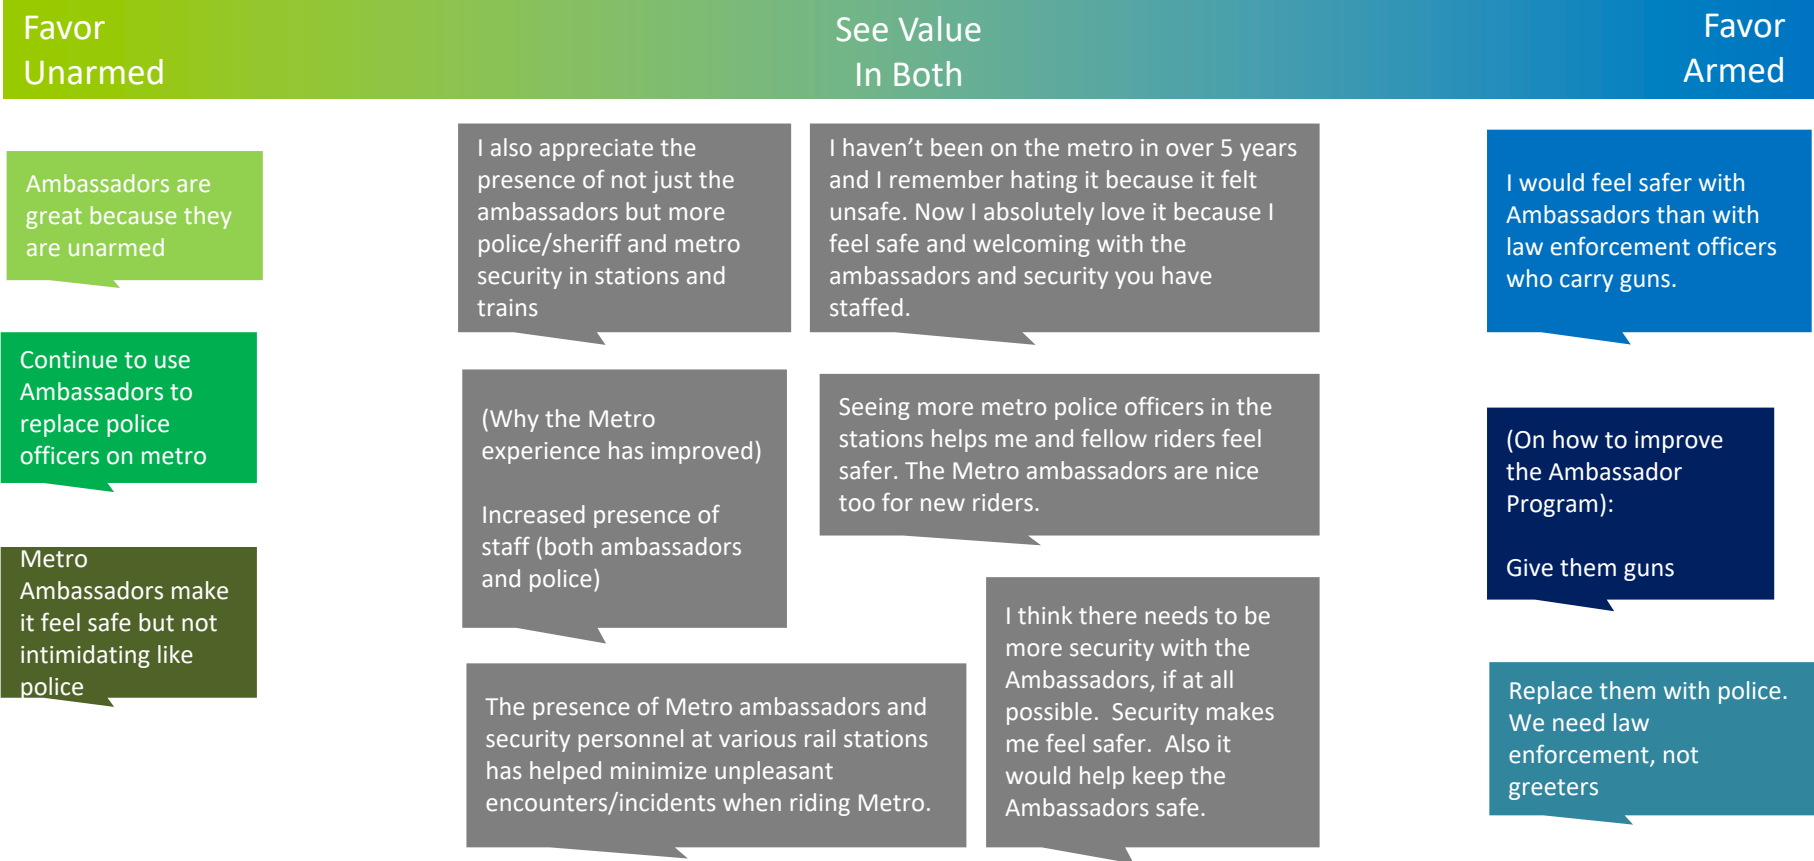 Favor
Unarmed
See Value
In Both
Favor
Armed
Ambassadors are
great because they
are unarmed
Continue to use
Ambassadors to
replace police
officers on metro
Metro
Ambassadors make
it feel safe but not
intimidating like
police
I also appreciate the
presence of not just the
ambassadors but more
police/sheriff and metro
security in stations and
trains
I haven’t been on the metro in over 5 years
and I remember hating it because it felt
unsafe. Now I absolutely love it because I
feel safe and welcoming with the
ambassadors and security you have
staffed.
(Why the Metro
experience has improved)
Increased presence of
staff (both ambassadors
and police)
Seeing more metro police officers in the
stations helps me and fellow riders feel
safer. The Metro ambassadors are nice
too for new riders.
The presence of Metro ambassadors and
security personnel at various rail stations
has helped minimize unpleasant
encounters/incidents when riding Metro.
I think there needs to be
more security with the
Ambassadors, if at all
possible.  Security makes
me feel safer.  Also it
would help keep the
Ambassadors safe.
I would feel safer with
Ambassadors than with
law enforcement officers
who carry guns.
(On how to improve
the Ambassador
Program):
Give them guns
Replace them with police.
We need law
enforcement, not
greeters